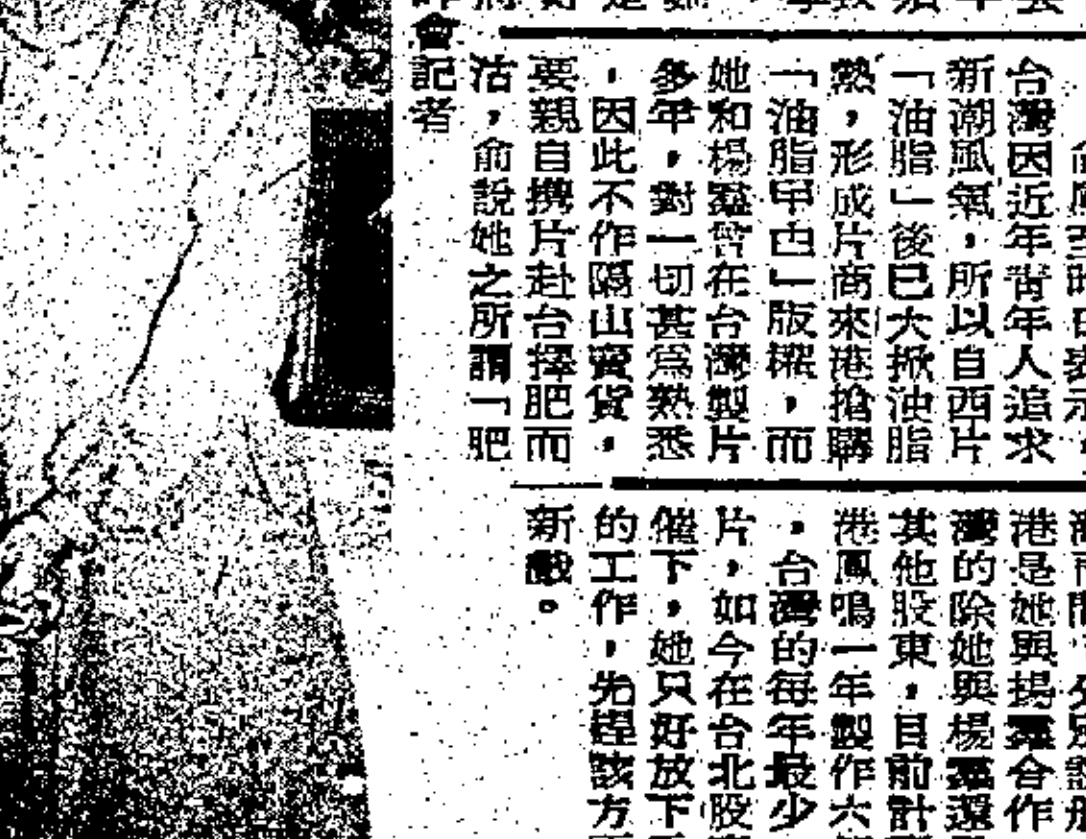 台灣因近年青年人追求
新潮風氣，所以自西片
「油脂」後已大掀油脂
熱，形成片商來港搶購
「油脂甲也」版權，而
她和楊羣曾在台灣製片
多年，對一切甚為熟悉
，因此不作隔山賣貨，
要親自攜片赴台擇肥而
沽，俞說她之所謂「肥
會記者
港是她與楊羣合作
灣的除她與楊羣還
其他股東，目前計
港鳳鳴一年製作六
，台灣的每年最少
片，如今在台北股
催下，她只好放下
的工作，先趕該方
新戲。